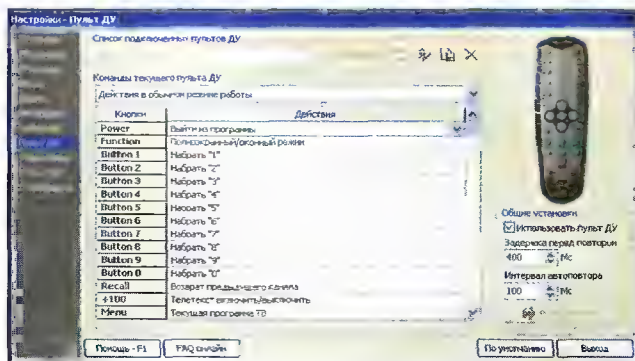 Настройки - Пульт ДУ
Список подключенных пультов ДУ
Команды текущего пульта ДУ
Действия в обычном режиме работы
Кнопки Действия
Power Выйти из программы
Function Полноэкранный/оконный режим
Button 1 Набрать "1"
Button 2 Набрать "2"
Button 3 Набрать "3"
Button 4 Набрать "4"
Button 5 Набрать "5"
Button 6 Набрать "6"
Button 7 Набрать "7"
Button 8 Набрать "8"
Button 9 Набрать "9"
Button 0 Набрать "0"
Recall Возврат предыдущего канала
+100 Телетекст включить/выключить
Menu Текущая программа ТВ
Общие установки
Использовать Пульт ДУ
Задержка перед повтором
400 Мс
Интервал автоповтора
100 Мс
Помощь - F1 FAQ онлайн По умолчанию Выход